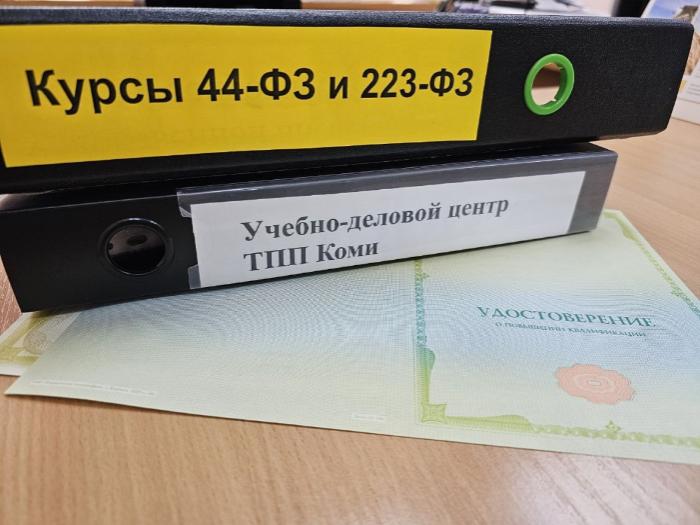 Курсы 44-ФЗ и 223-ФЗ
Учебно-деловой центр
ТПП Коми
УДОСТОВЕРЕНИЕ
О ПОВЫШЕНИИ КВАЛИФИКАЦИИ